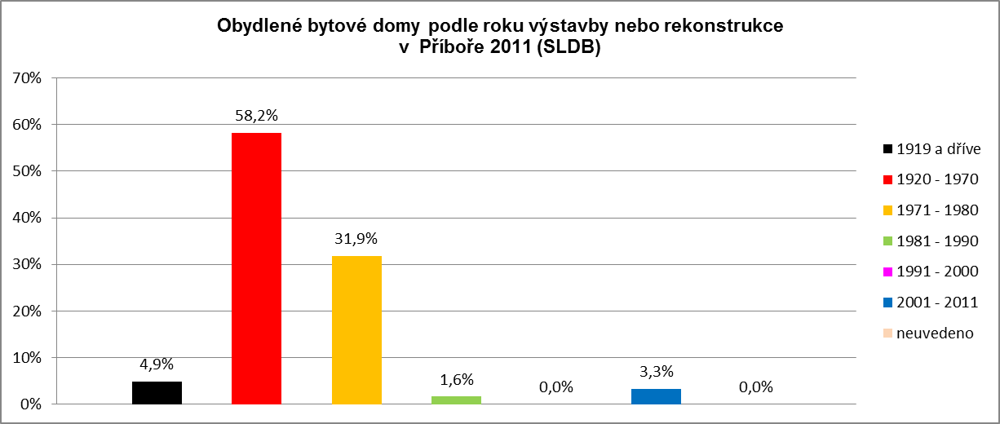 Obydlené bytové domy podle roku výstavby nebo rekonstrukce
v Příboře 2011 (SLDB)
70%
60%
50%
40%
30%
20%
10%
0%
4,9%
58,2%
31,9%
1,6%
0,0%
3,3%
0,0%
1919 a dříve
1920 - 1970
1971 - 1980
1981 - 1990
1991 - 2000
2001 - 2011
neuvedeno